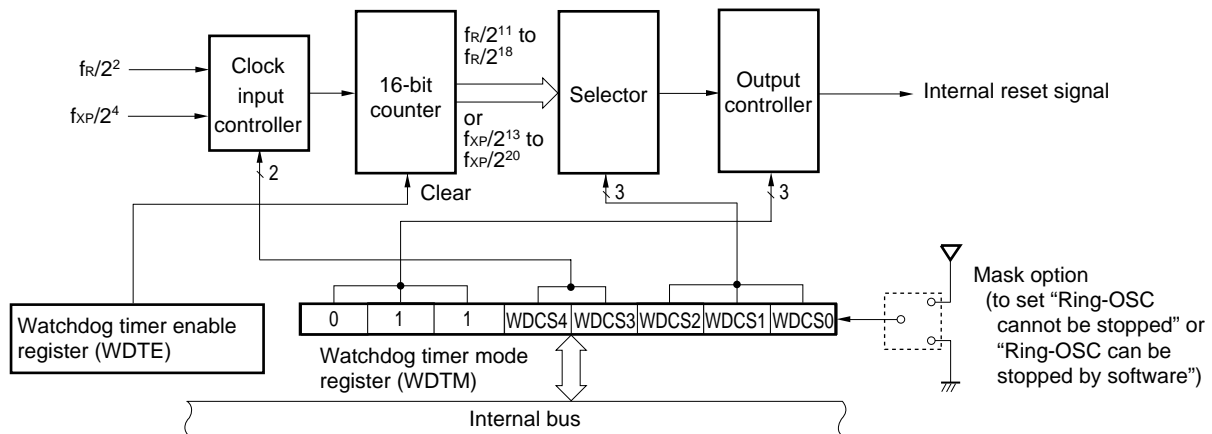 fR/2²
fXP/2⁴
Clock
input
controller
2
16-bit
counter
Clear
fR/2¹¹ to
fR/2¹⁸
or
fXP/2¹³ to
fXP/2²⁰
Selector
3
Output
controller
3
Internal reset signal
Watchdog timer enable
register (WDTE)
0 1 1 WDCS4 WDCS3 WDCS2 WDCS1 WDCS0
Watchdog timer mode
register (WDTM)
Mask option
(to set “Ring-OSC
cannot be stopped” or
“Ring-OSC can be
stopped by software”)
Internal bus